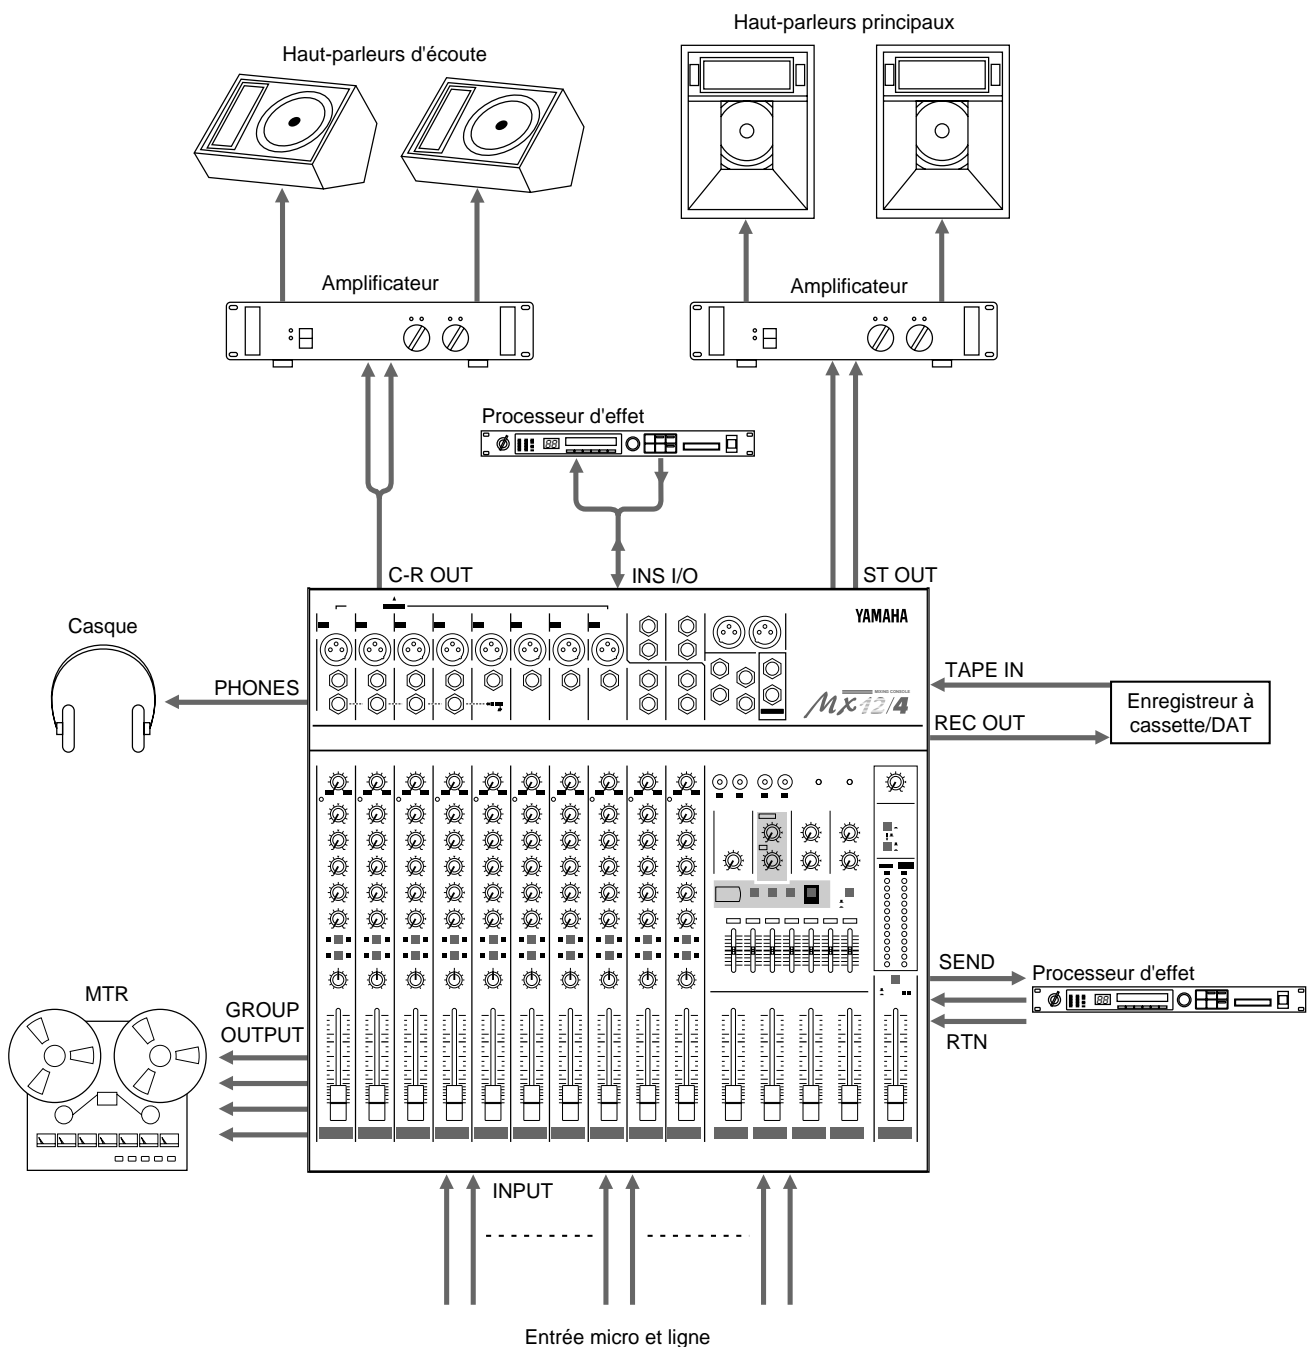 Haut-parleurs principaux
Haut-parleurs d'écoute
Amplificateur
Amplificateur
Processeur d'effet
C-R OUT
INS I/O
ST OUT
YAMAHA
Casque
PHONES
TAPE IN
Enregistreur à
cassette/DAT
REC OUT
MIXING CONSOLE
MX12/4
SEND
Processeur d'effet
MTR
GROUP
OUTPUT
RTN
INPUT
Entrée micro et ligne